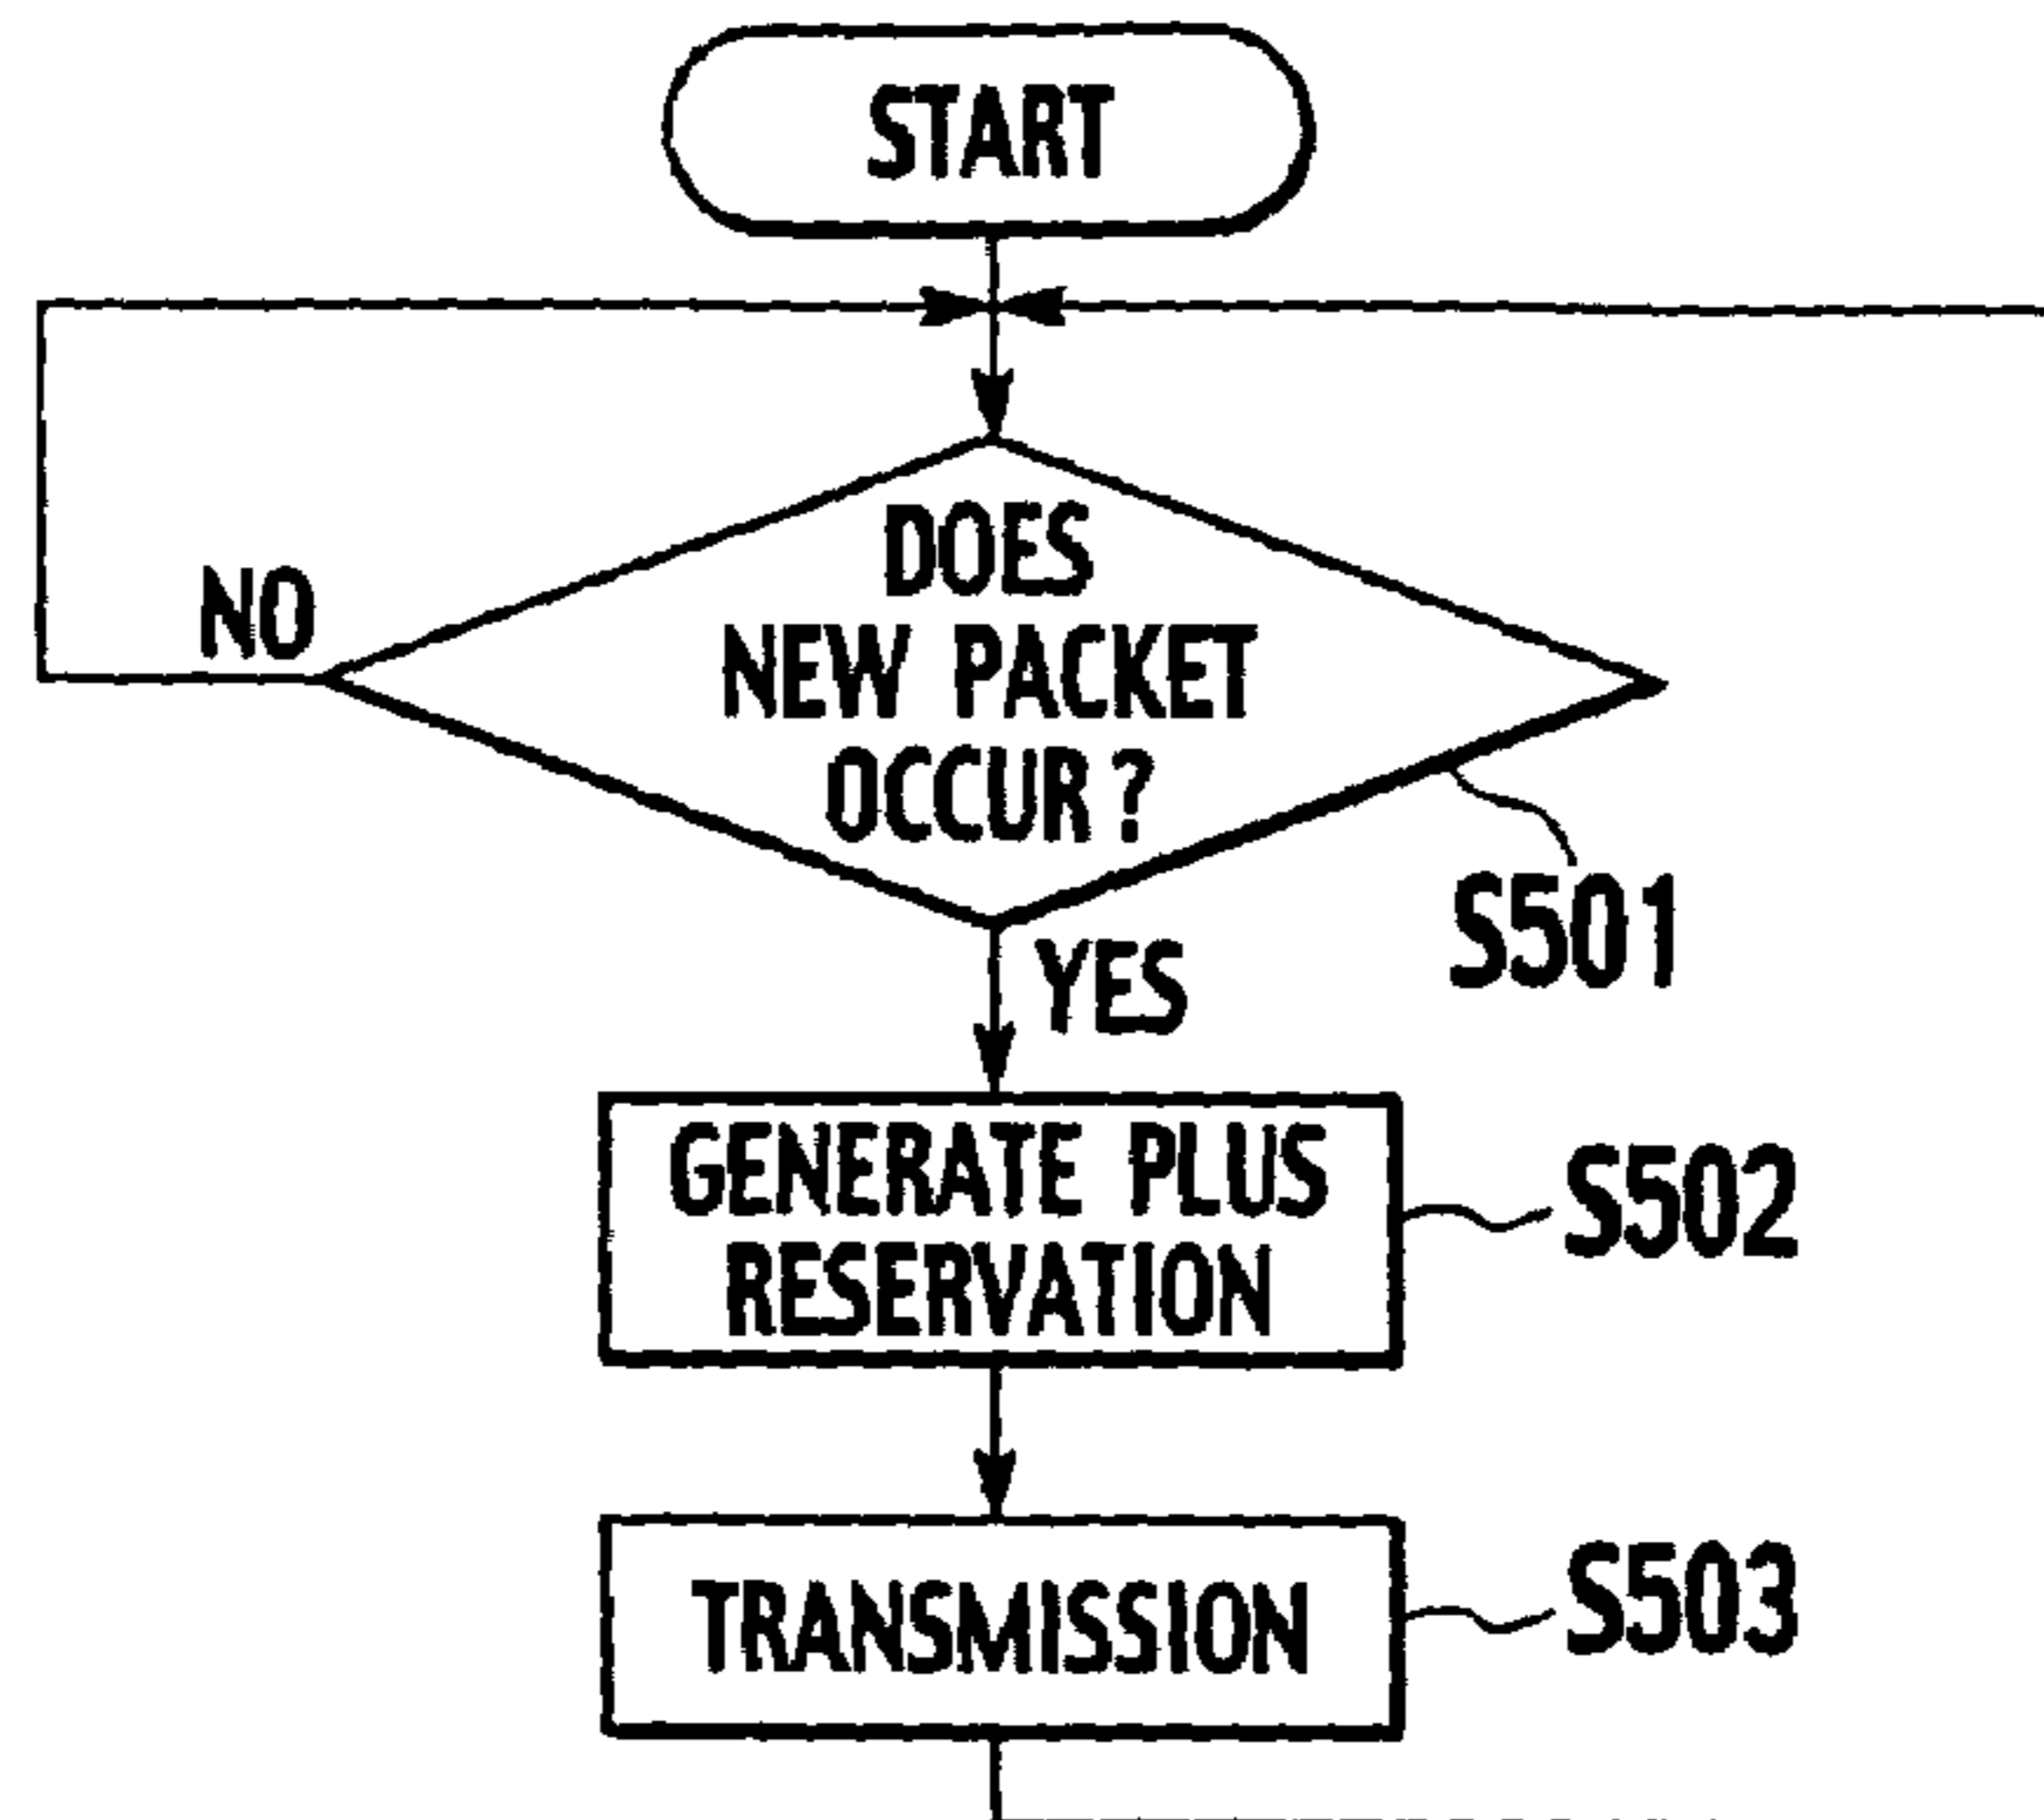 START
NO
DOES
NEW PACKET
OCCUR?
S501
YES
GENERATE PLUS
RESERVATION
S502
TRANSMISSION
S503